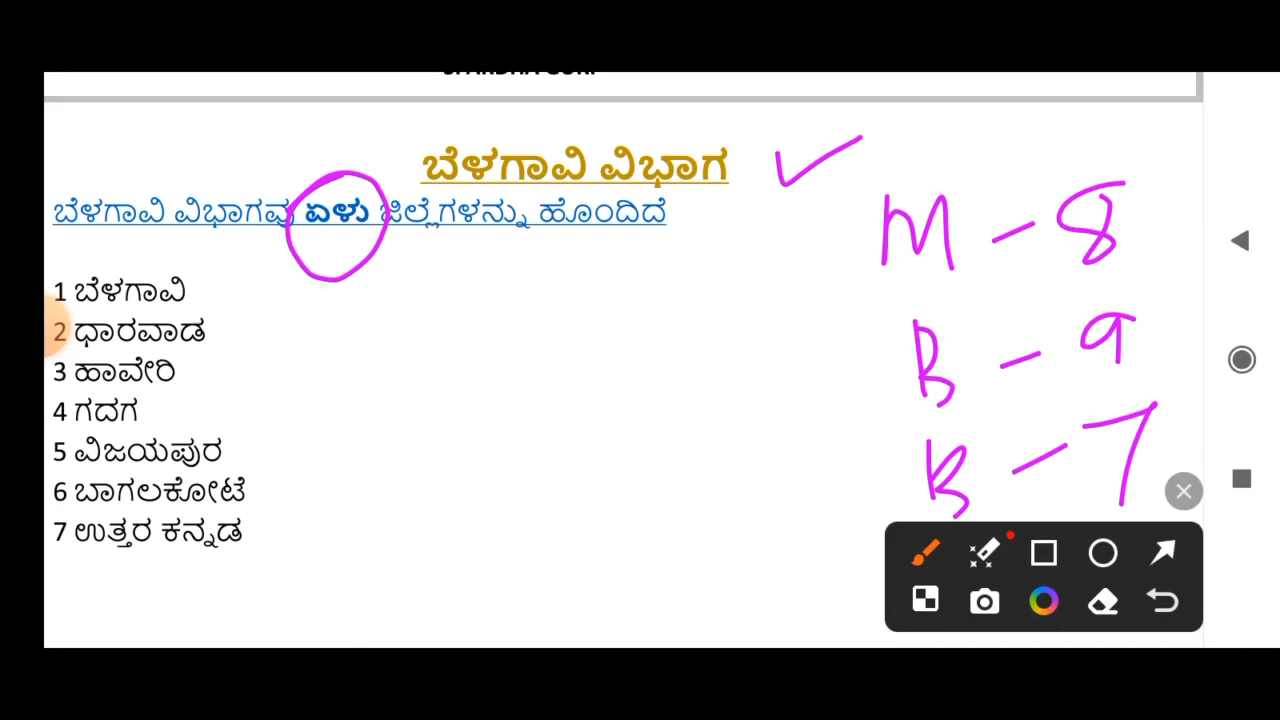 ಬೆಳಗಾವಿ ವಿಭಾಗ
ಬೆಳಗಾವಿ ವಿಭಾಗವು ಏಳು ಜಿಲ್ಲೆಗಳನ್ನು ಹೊಂದಿದೆ
1 ಬೆಳಗಾವಿ
2 ಧಾರವಾಡ
3 ಹಾವೇರಿ
4 ಗದಗ
5 ವಿಜಯಪುರ
6 ಬಾಗಲಕೋಟೆ
7 ಉತ್ತರ ಕನ್ನಡ
M - 8
B - 9
B - 7